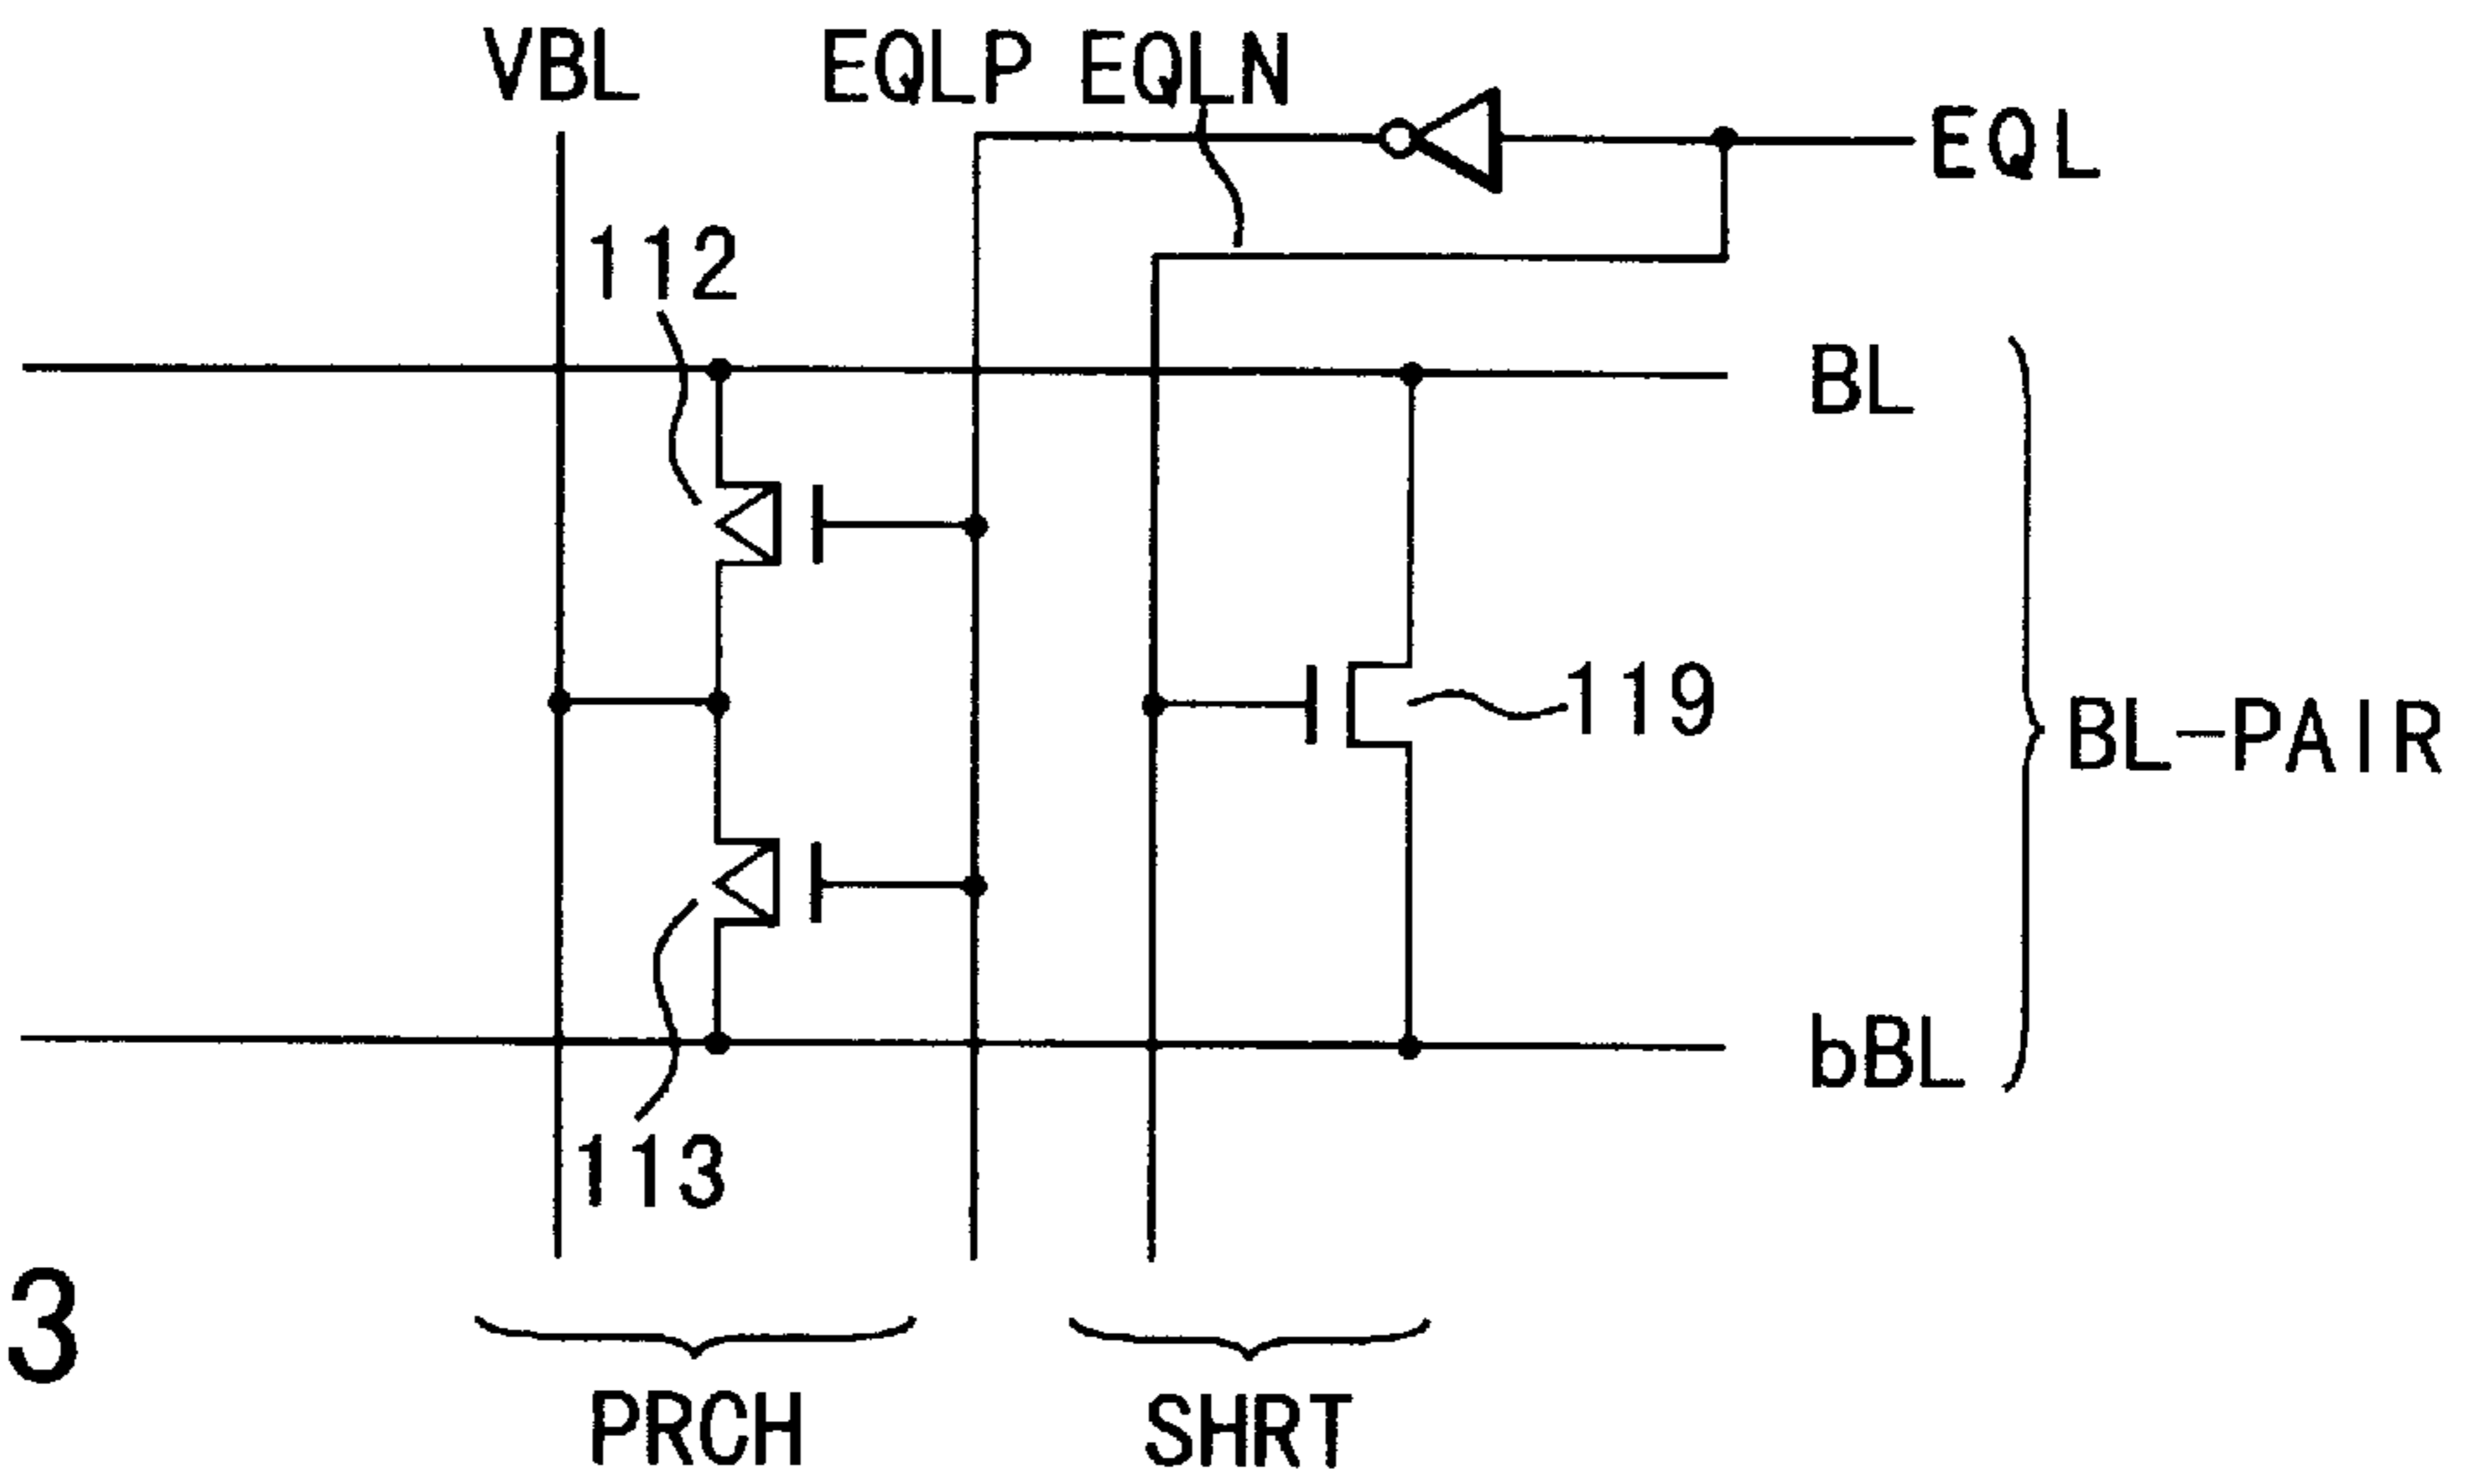 VBL EQLP EQLN
EQL
112
BL
119
BL-PAIR
bBL
113
3
PRCH SHRT